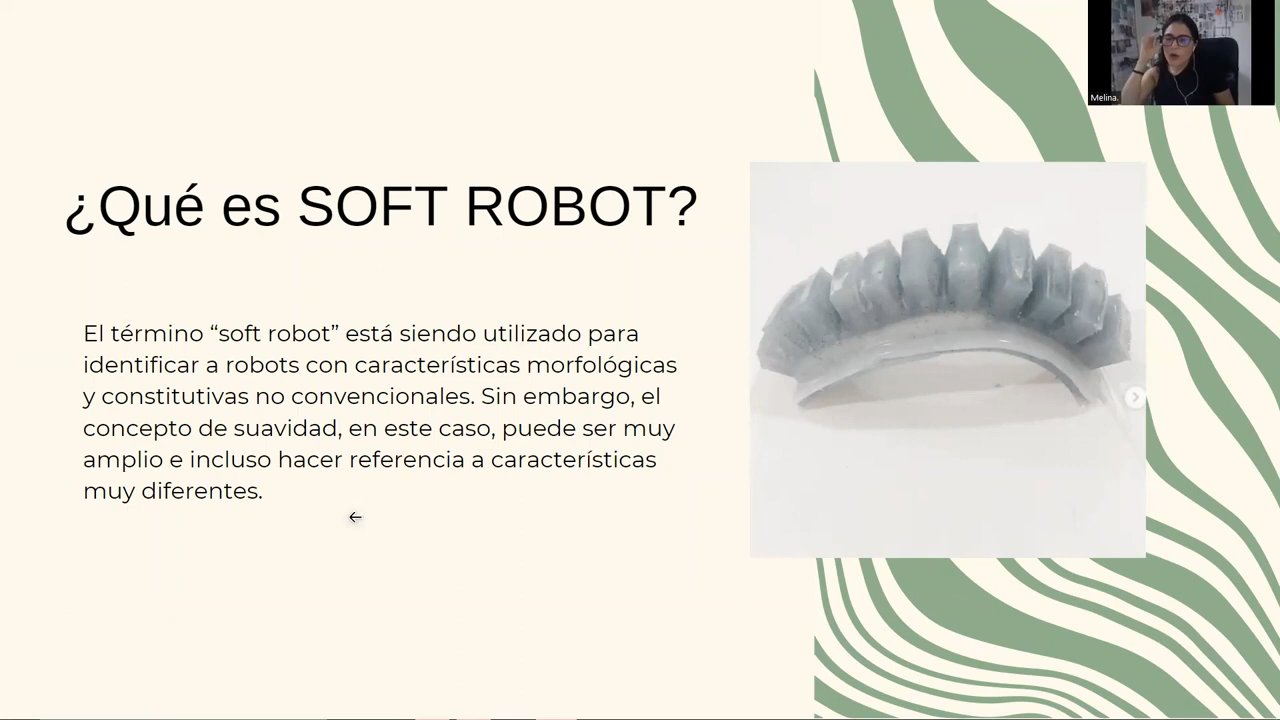 Melina.
¿Qué es SOFT ROBOT?
El término “soft robot” está siendo utilizado para
identificar a robots con características morfológicas
y constitutivas no convencionales. Sin embargo, el
concepto de suavidad, en este caso, puede ser muy
amplio e incluso hacer referencia a características
muy diferentes.